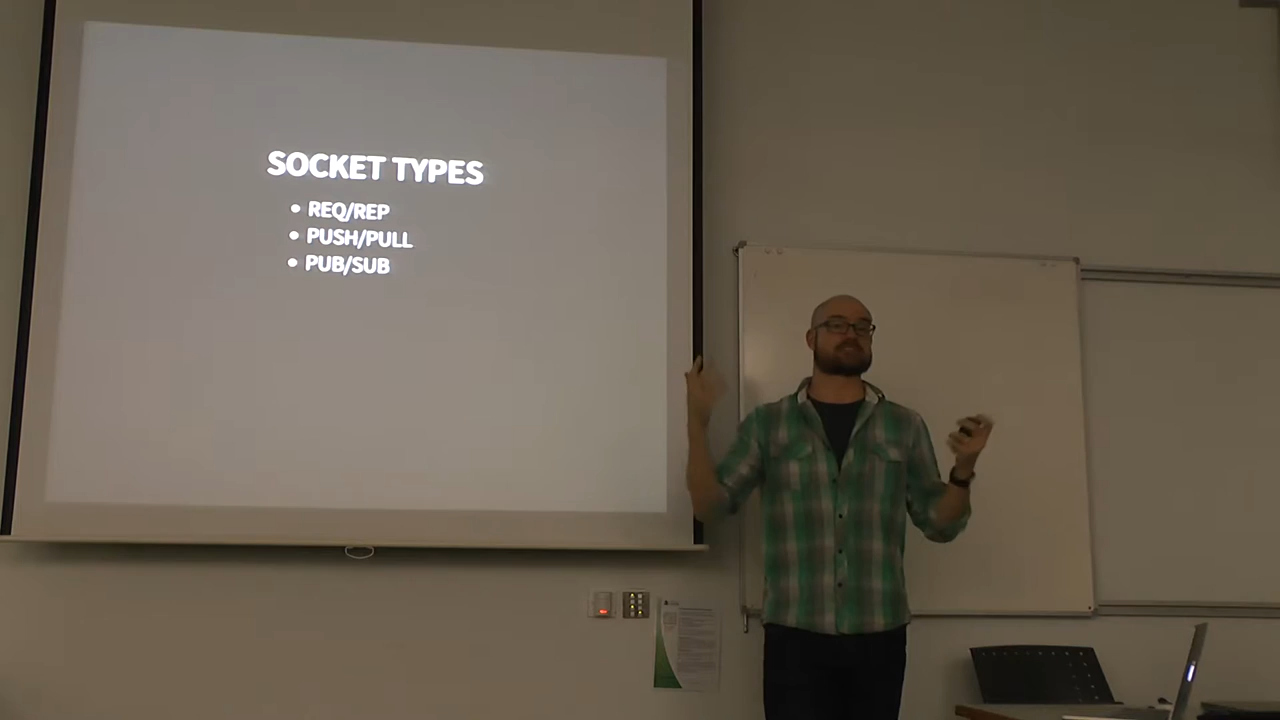 SOCKET TYPES
• REQ/REP
• PUSH/PULL
• PUB/SUB